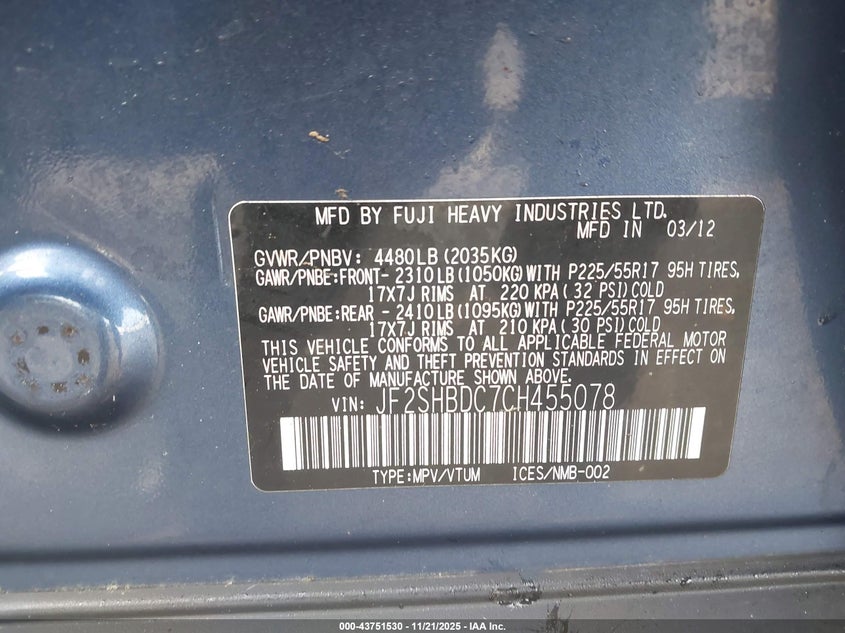 MFD BY FUJI HEAVY INDUSTRIES LTD.
MFD IN 03/12
GVWR/PNBV: 4480LB (2035KG)
GAWR/PNBE:FRONT- 2310LB (1050KG) WITH P225/55R17 95H TIRES,
17X7J RIMS AT 220 KPA ( 32 PSI) COLD
GAWR/PNBE:REAR - 2410LB (1095KG) WITH P225/55R17 95H TIRES,
17X7J RIMS AT 210 KPA (30 PSI) COLD
THIS VEHICLE CONFORMS TO ALL APPLICABLE FEDERAL MOTOR
VEHICLE SAFETY AND THEFT PREVENTION STANDARDS IN EFFECT ON
THE DATE OF MANUFACTURE SHOWN ABOVE.
VIN: JF2SHBDC7CH455078
TYPE:MPV/VTUM ICES/NMB-002
000-43751530 - 11/21/2025 - IAA Inc.